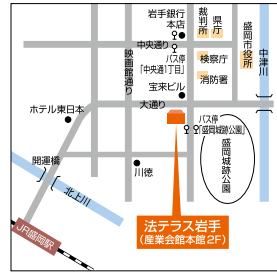 岩手銀行
本店
裁判所
県庁
盛岡市役所
中津川
中央通り
バス停
「中央通1丁目」
検察庁
消防署
映画館通り
宝来ビル
大通り
ホテル東日本
バス停
「盛岡城跡公園」
盛岡城跡公園
開運橋
川徳
北上川
JR盛岡駅
法テラス岩手
(産業会館本館2F)